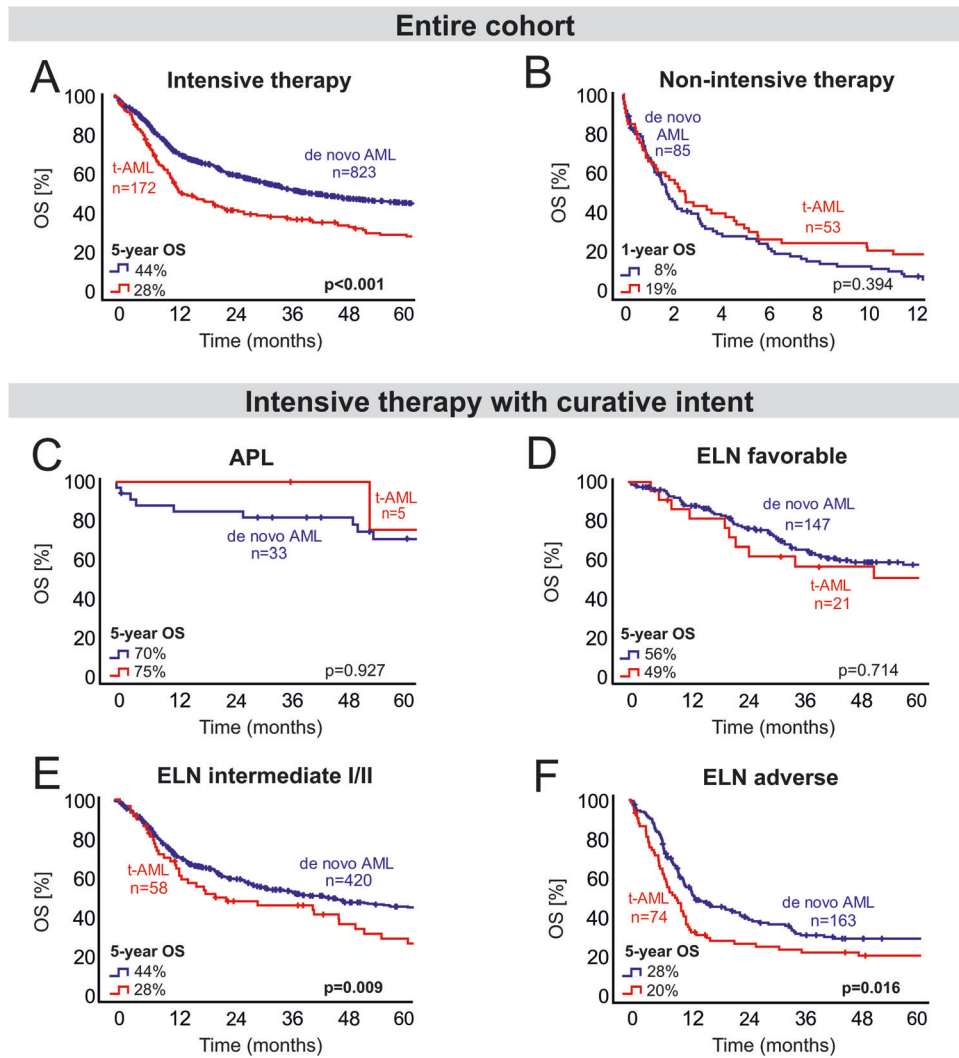 Entire cohort
A
Intensive therapy
OS [%]
100
80
60
40
20
0
de novo AML
n=823
t-AML
n=172
5-year OS
44%
28%
p<0.001
0 12 24 36 48 60
Time (months)
B
Non-intensive therapy
OS [%]
100
80
60
40
20
0
de novo
AML
n=85
t-AML
n=53
1-year OS
8%
19%
p=0.394
0 2 4 6 8 10 12
Time (months)
Intensive therapy with curative intent
C
APL
OS [%]
100
80
60
40
20
0
t-AML
n=5
de novo AML
n=33
5-year OS
70%
75%
p=0.927
0 12 24 36 48 60
Time (months)
D
ELN favorable
OS [%]
100
80
60
40
20
0
de novo AML
n=147
t-AML
n=21
5-year OS
56%
49%
p=0.714
0 12 24 36 48 60
Time (months)
E
ELN intermediate I/II
OS [%]
100
80
60
40
20
0
t-AML
n=58
de novo AML
n=420
5-year OS
44%
28%
p=0.009
0 12 24 36 48 60
Time (months)
F
ELN adverse
OS [%]
100
80
60
40
20
0
t-AML
n=74
de novo AML
n=163
5-year OS
28%
20%
p=0.016
0 12 24 36 48 60
Time (months)